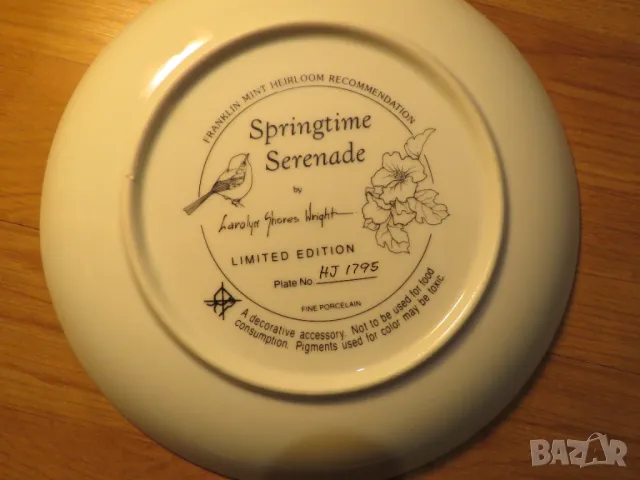 FRANKLIN MINT HEIRLOOM RECOMMENDATION
Springtime
Serenade
by
Carolyn Shores Wright
LIMITED EDITION
Plate No. HJ 1795
FINE PORCELAIN
A decorative accessory. Not to be used for food
consumption. Pigments used for color may be toxic.
BAZAR
bg